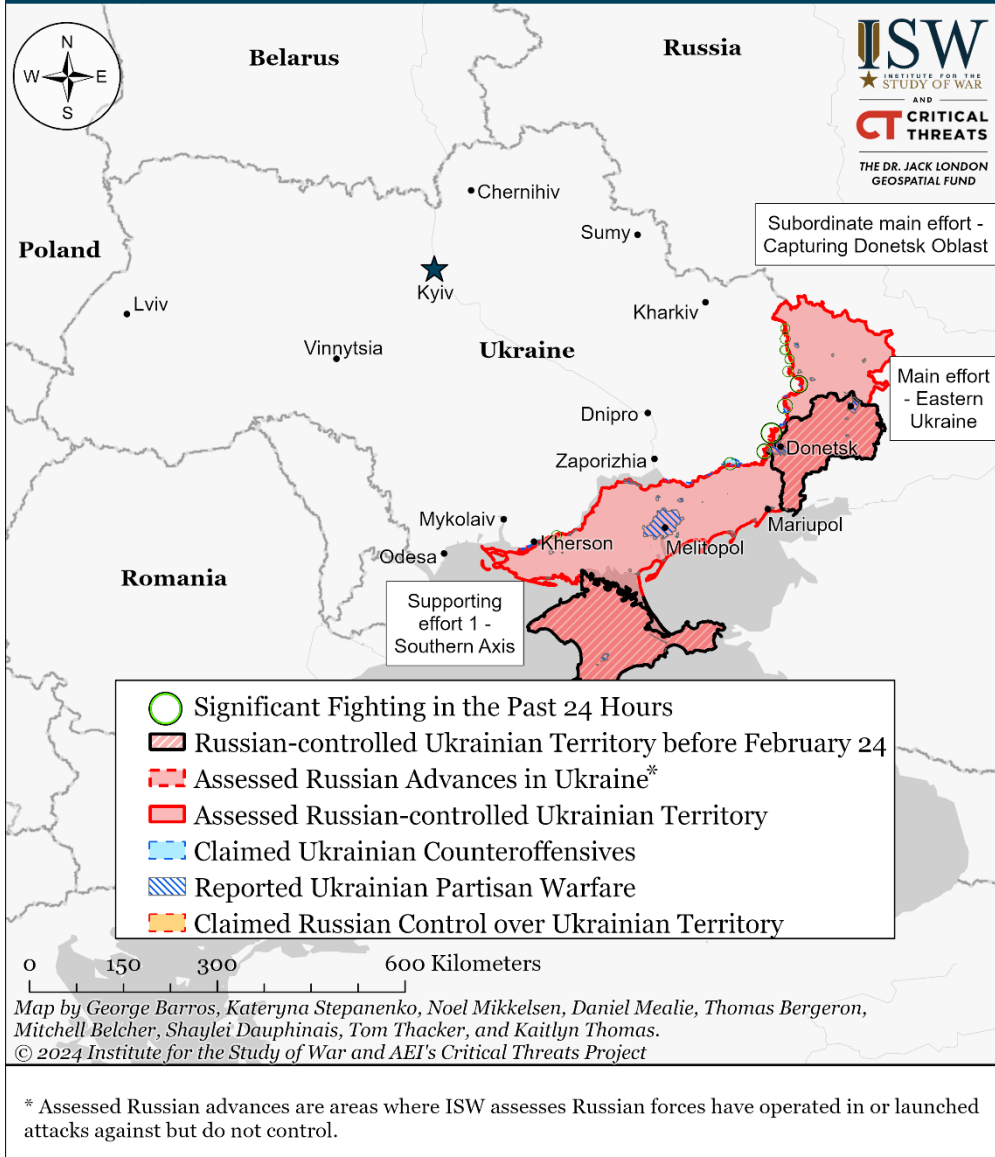 N
W
E
S
Belarus
Russia
ISW
INSTITUTE FOR THE
STUDY OF WAR
AND
CT CRITICAL
THREATS
THE DR. JACK LONDON
GEOSPATIAL FUND
Chernihiv
Subordinate main effort -
Capturing Donetsk Oblast
Sumy
Poland
Kyiv
Lviv
Kharkiv
Vinnytsia
Ukraine
Main effort
- Eastern
Ukraine
Dnipro
Donetsk
Zaporizhia
Mykolaiv
Mariupol
Kherson
Melitopol
Odesa
Romania
Supporting
effort 1 -
Southern Axis
Significant Fighting in the Past 24 Hours
Russian-controlled Ukrainian Territory before February 24
Assessed Russian Advances in Ukraine*
Assessed Russian-controlled Ukrainian Territory
Claimed Ukrainian Counteroffensives
Reported Ukrainian Partisan Warfare
Claimed Russian Control over Ukrainian Territory
0 150 300 600 Kilometers
Map by George Barros, Kateryna Stepanenko, Noel Mikkelsen, Daniel Mealie, Thomas Bergeron,
Mitchell Belcher, Shaylei Dauphinais, Tom Thacker, and Kaitlyn Thomas.
© 2024 Institute for the Study of War and AEI's Critical Threats Project
* Assessed Russian advances are areas where ISW assesses Russian forces have operated in or launched
attacks against but do not control.